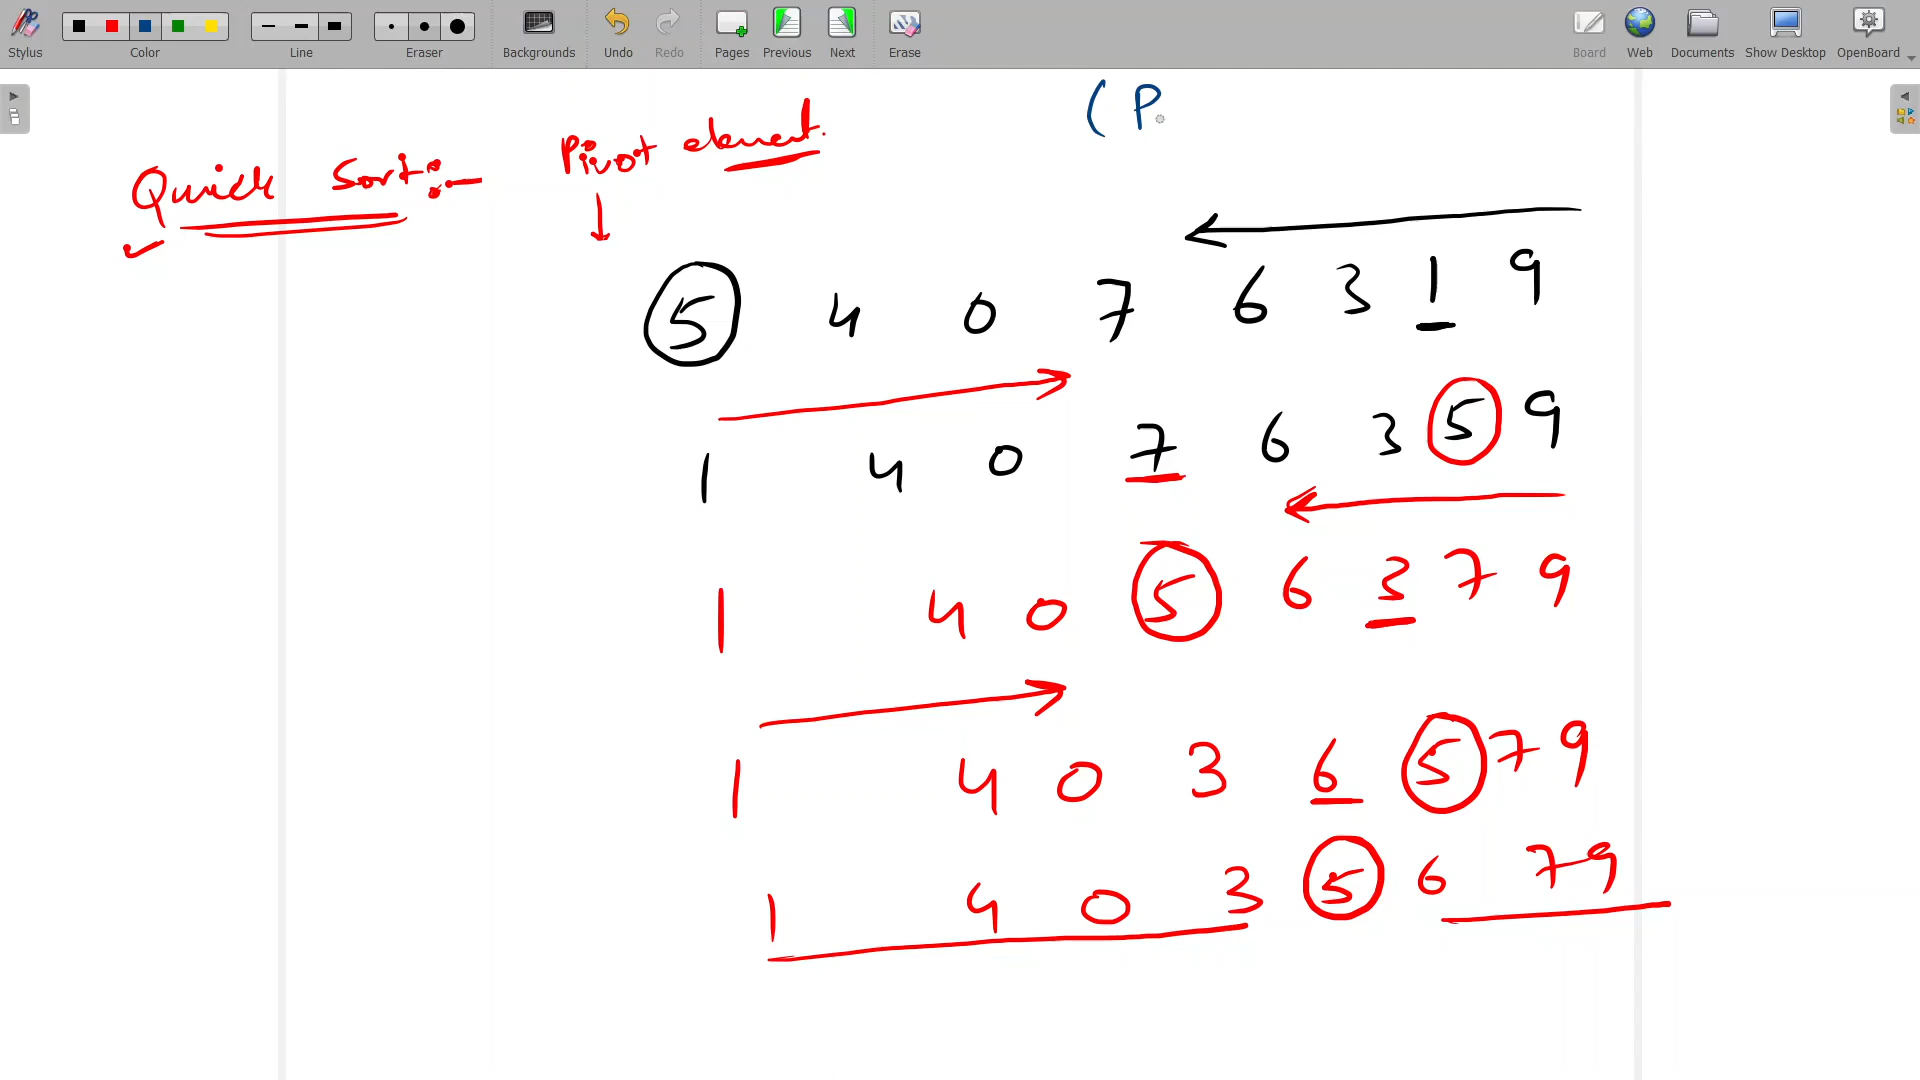 Stylus Color Line Eraser Backgrounds Undo Redo Pages Previous Next Erase Board Web Documents Show Desktop OpenBoard
( P
Quick Sort:- Pivot element.
5 4 0 7 6 3 1 9
1 4 0 7 6 3 5 9
1 4 0 5 6 3 7 9
1 4 0 3 6 5 7 9
1 4 0 3 5 6 7 9